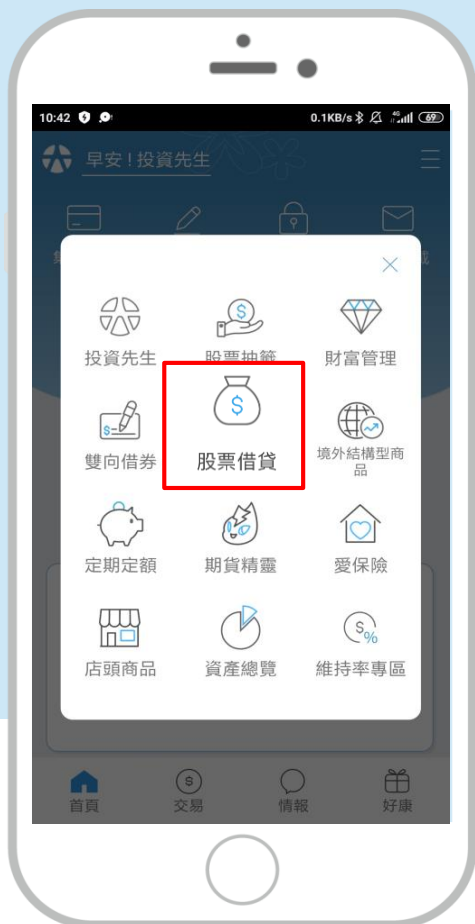 10:42
0.1KB/s 4G 69
早安！投資先生
投資先生
股票抽籤
財富管理
雙向借券
股票借貸
境外結構型商
品
定期定額
期貨精靈
愛保險
店頭商品
資產總覽
維持率專區
首頁
交易
情報
好康